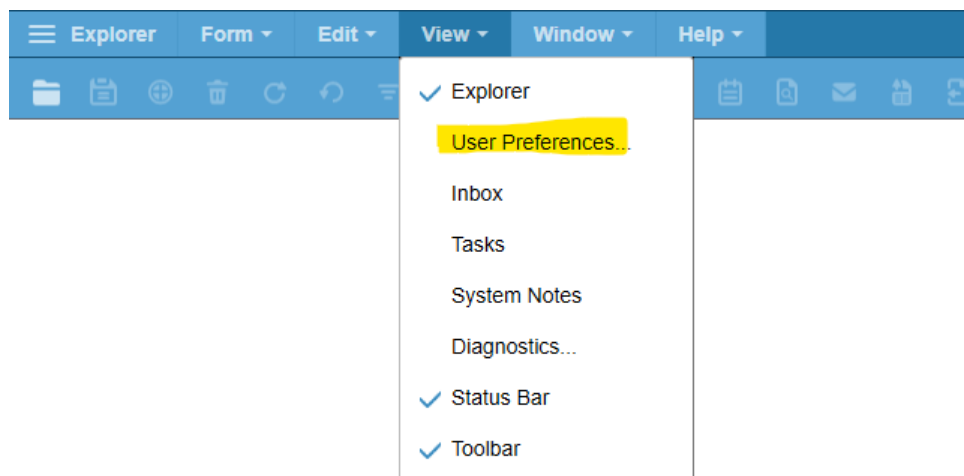 Explorer Form Edit View Window Help
Explorer
User Preferences...
Inbox
Tasks
System Notes
Diagnostics...
Status Bar
Toolbar